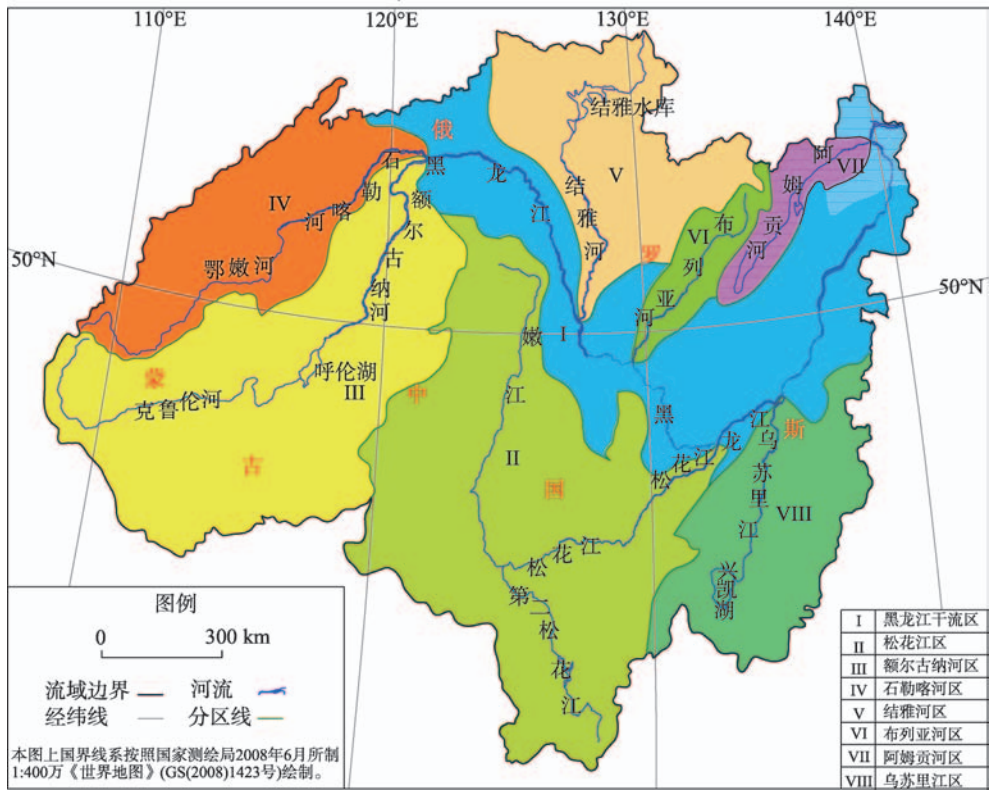 110°E
120°E
130°E
140°E
50°N
50°N
俄
罗
斯
蒙
古
中
国
结雅水库
结雅河
V
IV
石勒喀河
鄂嫩河
黑龙江
额尔古纳河
布列亚河
VI
阿姆贡河
VII
嫩江
I
呼伦湖
III
克鲁伦河
II
黑龙江
松花江
松花江
第二松花江
乌苏里江
VIII
兴凯湖
图例
0 300 km
流域边界 河流
经纬线 分区线
本图上国界线系按照国家测绘局2008年6月所制
1:400万《世界地图》(GS(2008)1423号)绘制。
I 黑龙江干流区
II 松花江区
III 额尔古纳河区
IV 石勒喀河区
V 结雅河区
VI 布列亚河区
VII 阿姆贡河区
VIII 乌苏里江区